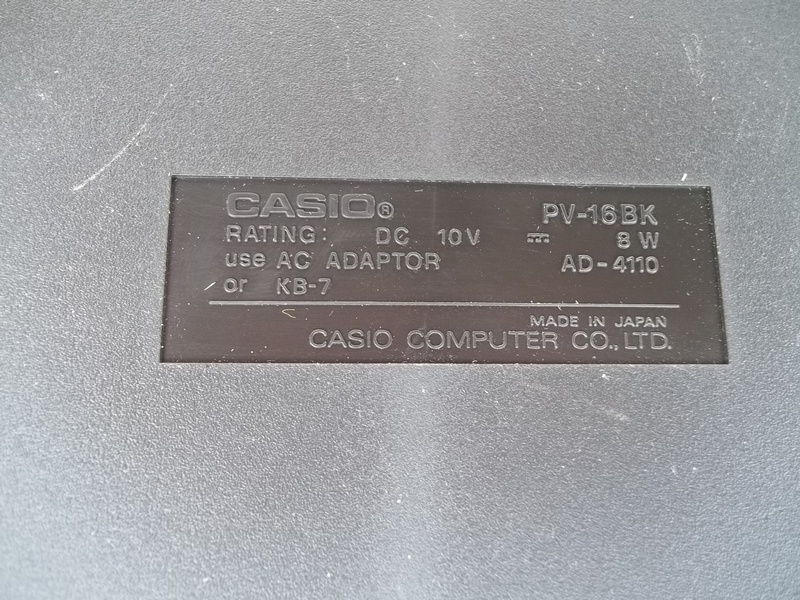 CASIO® PV-16BK
RATING: DC 10V ⎓ 8W
use AC ADAPTOR AD-4110
or KB-7
MADE IN JAPAN
CASIO COMPUTER CO., LTD.